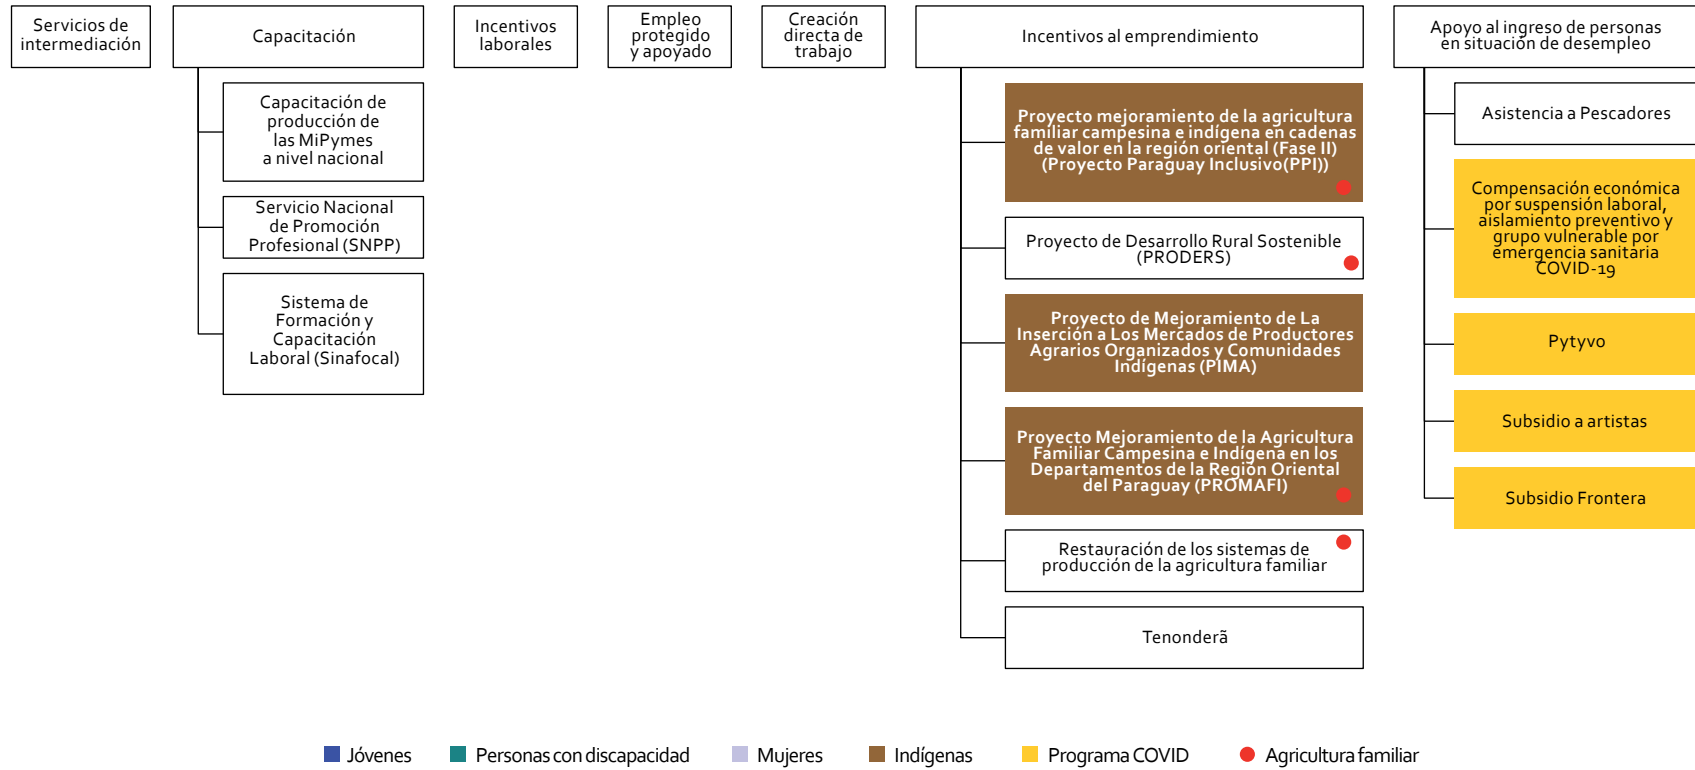 Servicios de
intermediación
Capacitación
Incentivos
laborales
Empleo
protegido
y apoyado
Creación
directa de
trabajo
Incentivos al emprendimiento
Apoyo al ingreso de personas
en situación de desempleo
Capacitación de
producción de
las MiPymes
a nivel nacional
Servicio Nacional
de Promoción
Profesional (SNPP)
Sistema de
Formación y
Capacitación
Laboral (Sinafocal)
Proyecto mejoramiento de la agricultura
familiar campesina e indígena en cadenas
de valor en la región oriental (Fase II)
(Proyecto Paraguay Inclusivo(PPI))
Proyecto de Desarrollo Rural Sostenible
(PRODERS)
Proyecto de Mejoramiento de La
Inserción a Los Mercados de Productores
Agrarios Organizados y Comunidades
Indígenas (PIMA)
Proyecto Mejoramiento de la Agricultura
Familiar Campesina e Indígena en los
Departamentos de la Región Oriental
del Paraguay (PROMAFI)
Restauración de los sistemas de
producción de la agricultura familiar
Tenonderã
Asistencia a Pescadores
Compensación económica
por suspensión laboral,
aislamiento preventivo y
grupo vulnerable por
emergencia sanitaria
COVID-19
Pytyvo
Subsidio a artistas
Subsidio Frontera
Jóvenes
Personas con discapacidad
Mujeres
Indígenas
Programa COVID
Agricultura familiar